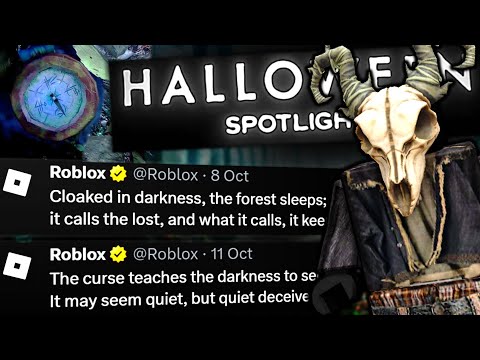 HALLOWEEN
SPOTLIGH
Roblox @Roblox · 8 Oct
Cloaked in darkness, the forest sleeps;
it calls the lost, and what it calls, it kee
Roblox @Roblox · 11 Oct
The curse teaches the darkness to se
It may seem quiet, but quiet deceive